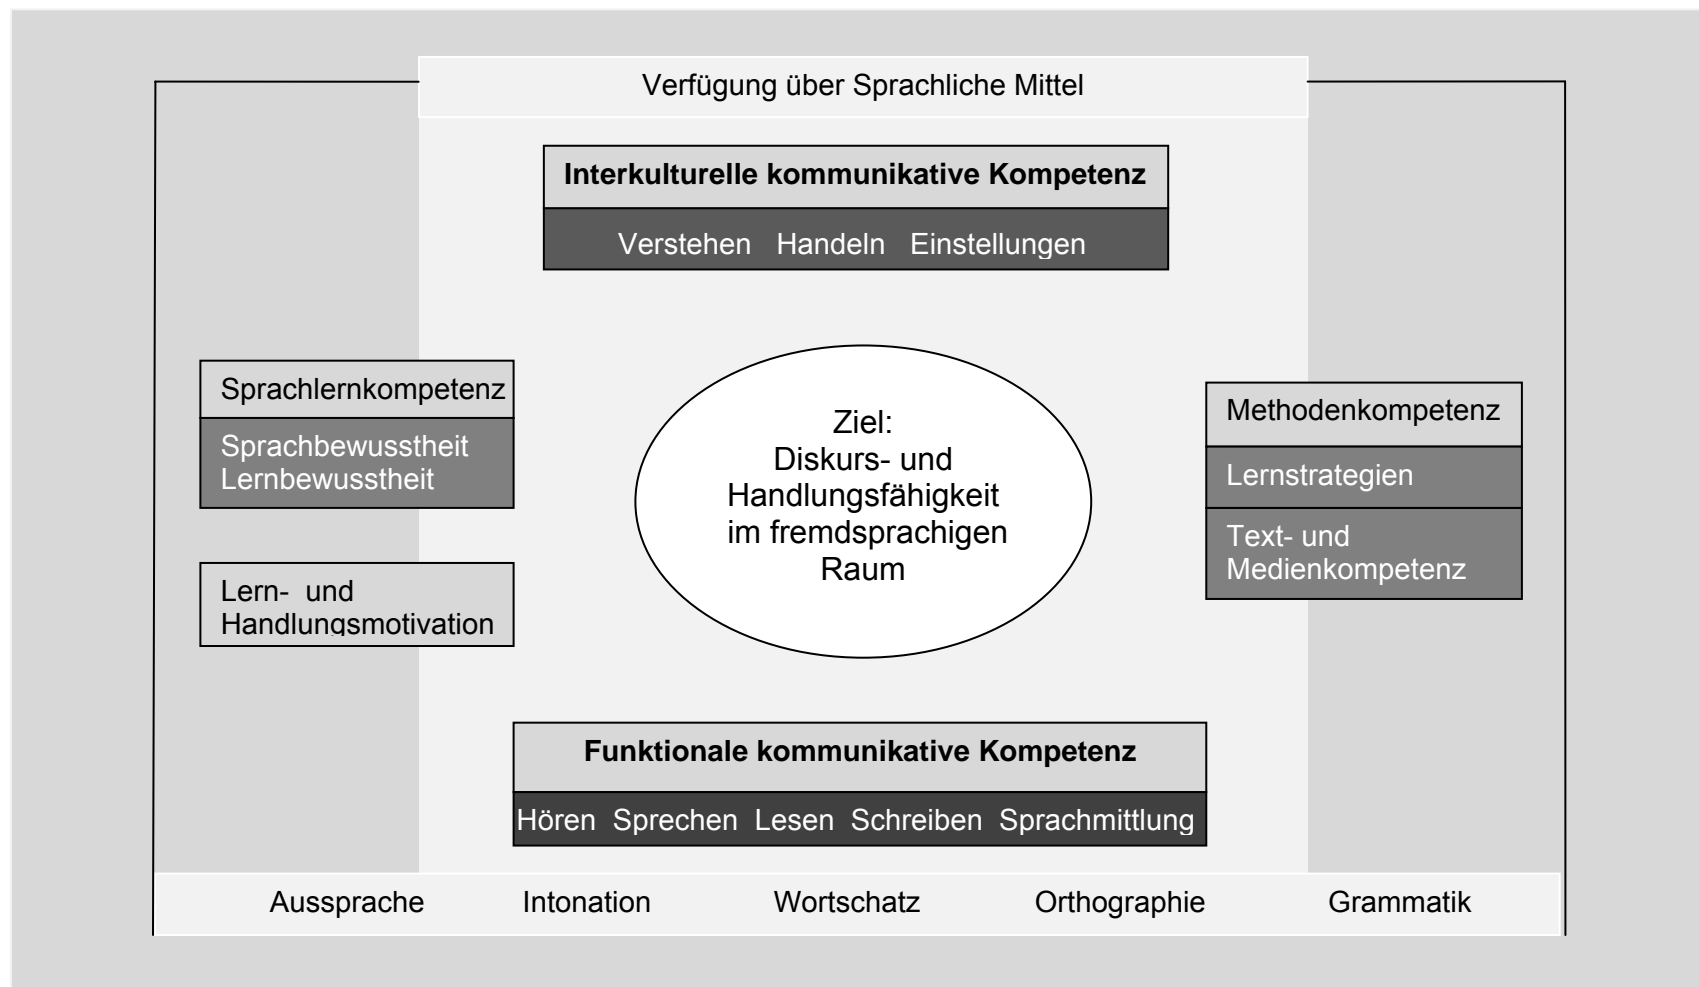 Verfügung über Sprachliche Mittel
Interkulturelle kommunikative Kompetenz
Verstehen Handeln Einstellungen
Sprachlernkompetenz
Sprachbewusstheit
Lernbewusstheit
Lern- und
Handlungsmotivation
Ziel:
Diskurs- und
Handlungsfähigkeit
im fremdsprachigen
Raum
Methodenkompetenz
Lernstrategien
Text- und
Medienkompetenz
Funktionale kommunikative Kompetenz
Hören Sprechen Lesen Schreiben Sprachmittlung
Aussprache Intonation Wortschatz Orthographie Grammatik